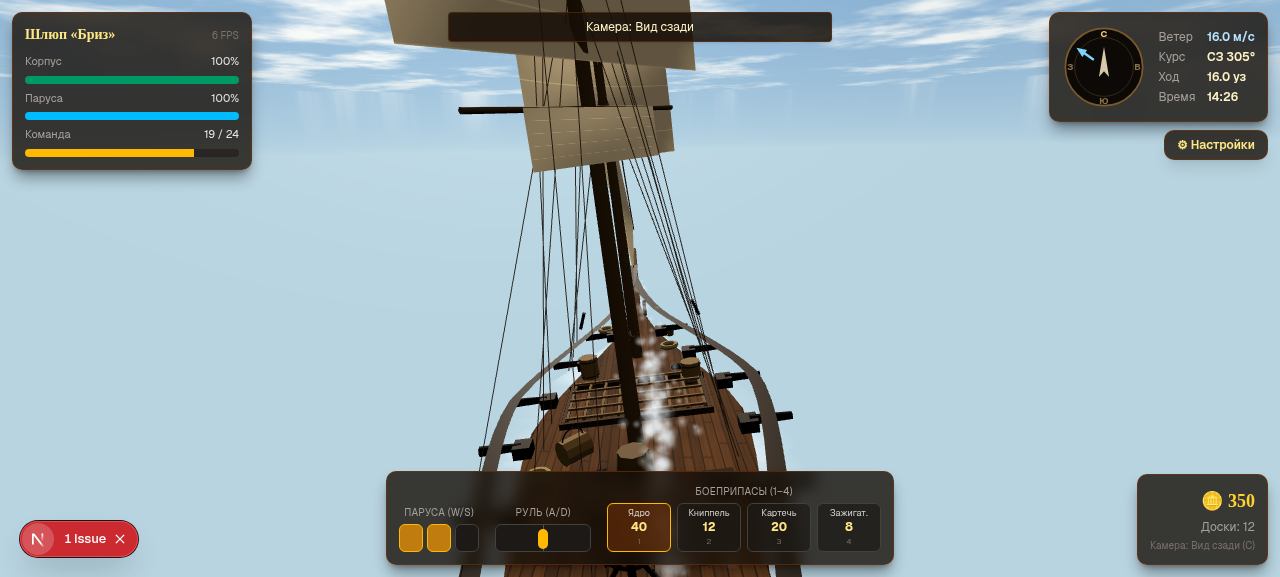 Шлюп «Бриз»
6 FPS
Корпус 100%
Паруса 100%
Команда 19 / 24
Камера: Вид сзади
С
З
В
Ю
Ветер 16.0 м/с
Курс СЗ 305°
Ход 16.0 уз
Время 14:26
⚙ Настройки
N 1 Issue ×
ПАРУСА (W/S)
РУЛЬ (A/D)
БОЕПРИПАСЫ (1–4)
Ядро 40 1
Книппель 12 2
Картечь 20 3
Зажигат. 8 4
350
Доски: 12
Камера: Вид сзади (C)